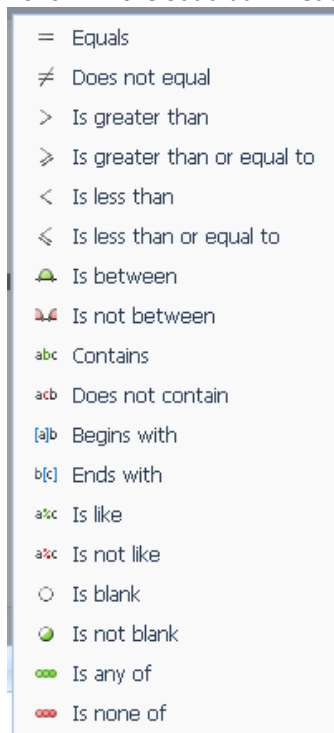 = Equals
≠ Does not equal
> Is greater than
⩾ Is greater than or equal to
< Is less than
⩽ Is less than or equal to
Is between
Is not between
abc Contains
acb Does not contain
[a]b Begins with
b[c] Ends with
a%c Is like
a%c Is not like
Is blank
Is not blank
Is any of
Is none of